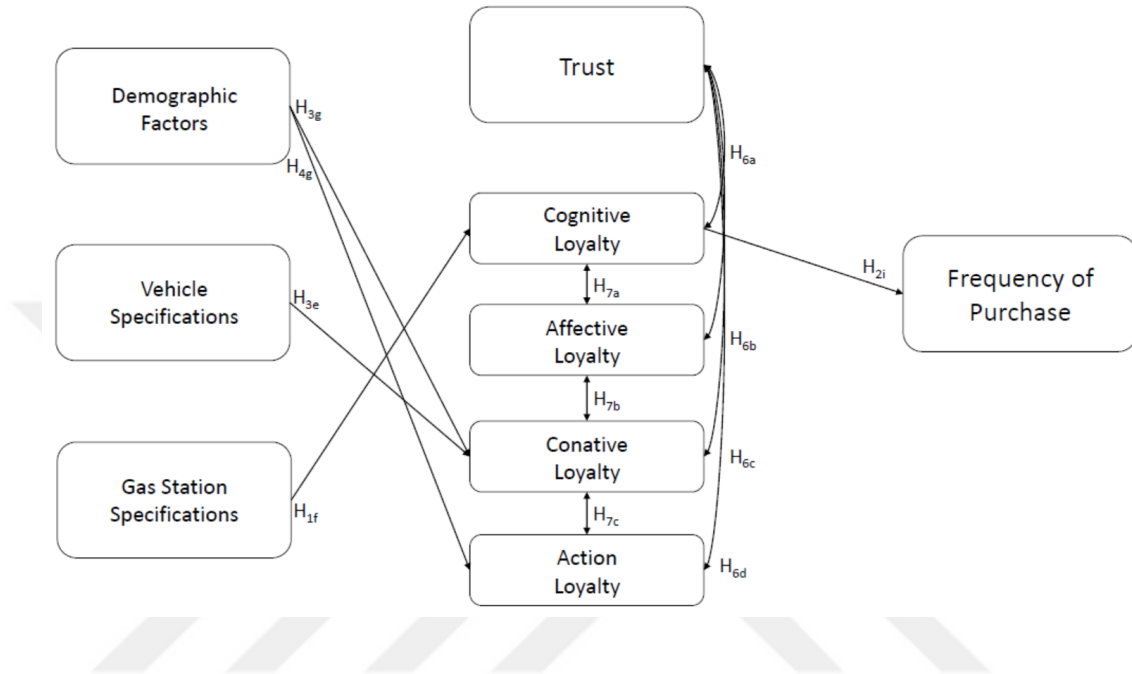 Trust
Demographic
Factors
H3g
H4g
H6a
Cognitive
Loyalty
H2i
Frequency of
Purchase
Vehicle
Specifications
H3e
H7a
Affective
Loyalty
H6b
H7b
Conative
Loyalty
H6c
Gas Station
Specifications
H1f
H7c
Action
Loyalty
H6d